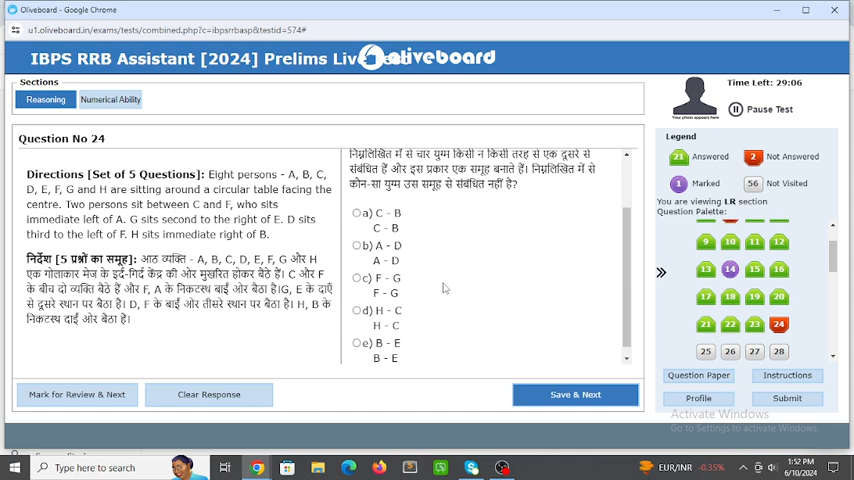 Oliveboard - Google Chrome
u1.oliveboard.in/exams/tests/combined.php?c=ibpsrrbasp&testid=574#
IBPS RRB Assistant [2024] Prelims Live
oliveboard
Sections
Reasoning
Numerical Ability
Question No 24
Directions [Set of 5 Questions]: Eight persons - A, B, C,
D, E, F, G and H are sitting around a circular table facing the
centre. Two persons sit between C and F, who sits
immediate left of A. G sits second to the right of E. D sits
third to the left of F. H sits immediate right of B.
निर्देश [5 प्रश्नों का समूह]: आठ व्यक्ति - A, B, C, D, E, F, G और H
एक गोलाकार मेज के इर्द-गिर्द केंद्र की ओर मुखरित होकर बैठे हैं। C और F
के बीच दो व्यक्ति बैठे हैं और F, A के निकटस्थ बाईं ओर बैठा है।G, E के दाएँ
से दूसरे स्थान पर बैठा है। D, F के बाईं ओर तीसरे स्थान पर बैठा है। H, B के
निकटस्थ दाईं ओर बैठा है।
निम्नलिखित में से चार युग्म किसी न किसी तरह से एक दूसरे से
संबंधित हैं और इस प्रकार एक समूह बनाते हैं। निम्नलिखित में से
कौन-सा युग्म उस समूह से संबंधित नहीं है?
a) C - B
C - B
b) A - D
A - D
c) F - G
F - G
d) H - C
H - C
e) B - E
B - E
Mark for Review & Next
Clear Response
Save & Next
Your photo appears here
Time Left: 29:06
Pause Test
Legend
21 Answered
2 Not Answered
1 Marked
56 Not Visited
You are viewing LR section
Question Palette:
9 10 11 12
13 14 15 16
17 18 19 20
21 22 23 24
25 26 27 28
Question Paper
Instructions
Profile
Submit
Activate Windows
Go to Settings to activate Windows.
Type here to search
EUR/INR -0.35%
1:52 PM
6/10/2024